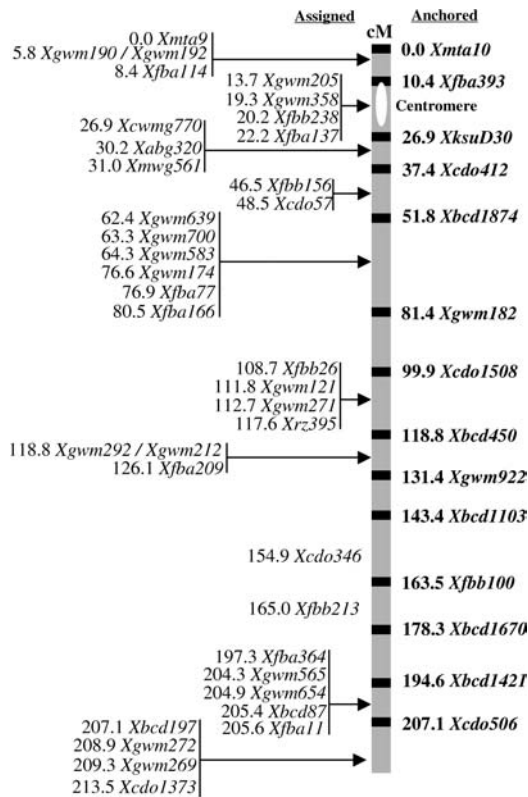 Assigned Anchored
cM
0.0 Xmta9
5.8 Xgwm190 / Xgwm192
8.4 Xfba114
13.7 Xgwm205
19.3 Xgwm358
20.2 Xfbb238
22.2 Xfba137
26.9 Xcwmg770
30.2 Xabg320
31.0 Xmwg561
46.5 Xfbb156
48.5 Xcdo57
62.4 Xgwm639
63.3 Xgwm700
64.3 Xgwm583
76.6 Xgwm174
76.9 Xfba77
80.5 Xfba166
108.7 Xfbb26
111.8 Xgwm121
112.7 Xgwm271
117.6 Xrz395
118.8 Xgwm292 / Xgwm212
126.1 Xfba209
154.9 Xcdo346
165.0 Xfbb213
197.3 Xfba364
204.3 Xgwm565
204.9 Xgwm654
205.4 Xbcd87
205.6 Xfba11
207.1 Xbcd197
208.9 Xgwm272
209.3 Xgwm269
213.5 Xcdo1373
0.0 Xmta10
10.4 Xfba393
Centromere
26.9 XksuD30
37.4 Xcdo412
51.8 Xbcd1874
81.4 Xgwm182
99.9 Xcdo1508
118.8 Xbcd450
131.4 Xgwm922
143.4 Xbcd1103
163.5 Xfbb100
178.3 Xbcd1670
194.6 Xbcd1421
207.1 Xcdo506